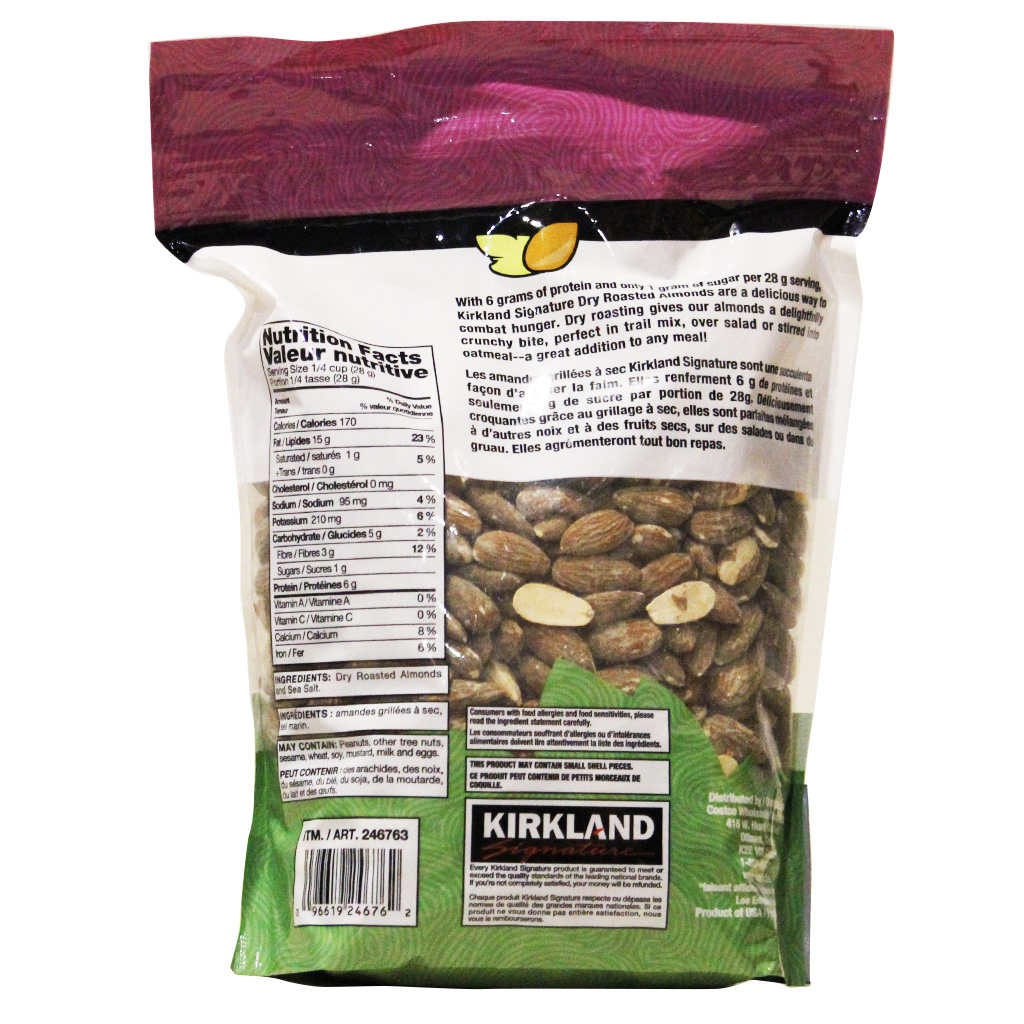 With 6 grams of protein and only 1 gram of sugar per 28 g serving,
Kirkland Signature Dry Roasted Almonds are a delicious way to
combat hunger. Dry roasting gives our almonds a delightfully
crunchy bite, perfect in trail mix, over salad or stirred into
oatmeal--a great addition to any meal!
Les amandes grillées à sec Kirkland Signature sont une succulente
façon d'a er la faim. Elles renferment 6 g de protéines et
seuleme g de sucre par portion de 28g. Délicieusement
croquantes grâce au grillage à sec, elles sont parfaites mélangées
à d'autres noix et à des fruits secs, sur des salades ou dans du
gruau. Elles agrémenteront tout bon repas.
Nutrition Facts
Valeur nutritive
Serving Size 1/4 cup (28 g)
Portion 1/4 tasse (28 g)
Amount % Daily Value
Teneur % valeur quotidienne
Calories / Calories 170
Fat / Lipides 15 g 23 %
Saturated / saturés 1 g 5 %
+Trans / trans 0 g
Cholesterol / Cholestérol 0 mg
Sodium / Sodium 95 mg 4 %
Potassium 210 mg 6 %
Carbohydrate / Glucides 5 g 2 %
Fibre / Fibres 3 g 12 %
Sugars / Sucres 1 g
Protein / Protéines 6 g
Vitamin A / Vitamine A 0 %
Vitamin C / Vitamine C 0 %
Calcium / Calcium 8 %
Iron / Fer 6 %
INGREDIENTS: Dry Roasted Almonds
and Sea Salt.
INGRÉDIENTS : amandes grillées à sec,
sel marin.
MAY CONTAIN: Peanuts, other tree nuts,
sesame, wheat, soy, mustard, milk and eggs.
PEUT CONTENIR : des arachides, des noix,
du sésame, du blé, du soja, de la moutarde,
du lait et des œufs.
Consumers with food allergies and food sensitivities, please
read the ingredient statement carefully.
Les consommateurs souffrant d'allergies ou d'intolérances
alimentaires doivent lire attentivement la liste des ingrédients.
THIS PRODUCT MAY CONTAIN SMALL SHELL PIECES.
CE PRODUIT PEUT CONTENIR DE PETITS MORCEAUX DE
COQUILLE.
ITM. / ART. 246763
0 96619 24676 2
KIRKLAND
Signature
Every Kirkland Signature product is guaranteed to meet or
exceed the quality standards of the leading national brands.
If you're not completely satisfied, your money will be refunded.
Chaque produit Kirkland Signature respecte ou dépasse les
normes de qualité des grandes marques nationales. Si ce
produit ne vous donne pas entière satisfaction, nous
vous le rembourserons.
Distributed by /
Costco Wholesale
415 W.
1-
*faisant affaires
Product of USA /